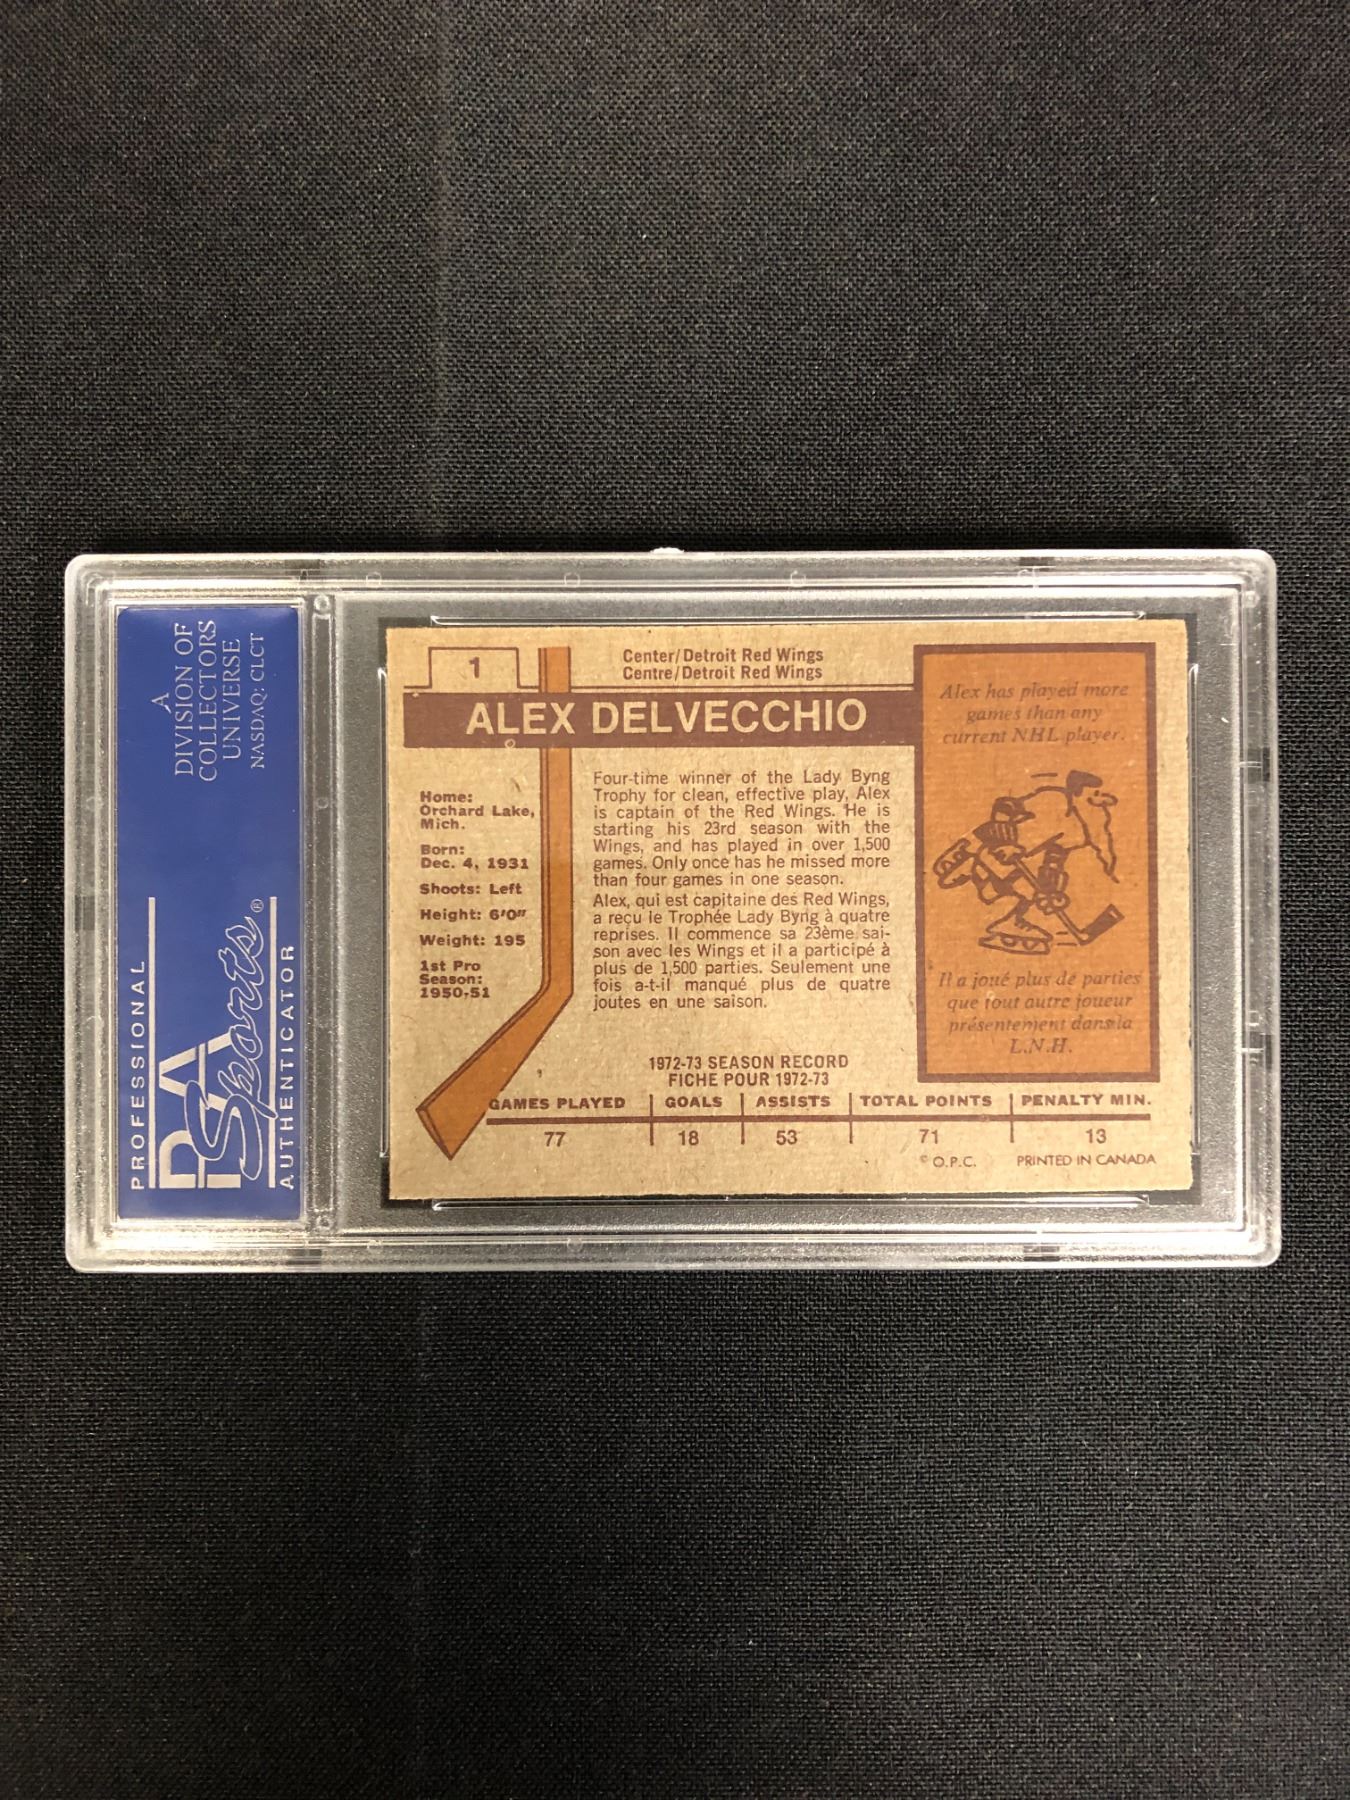 A
DIVISION OF
COLLECTORS
UNIVERSE
NASDAQ: CLCT
PROFESSIONAL
PSA
Sports®
AUTHENTICATOR
1
Center/Detroit Red Wings
Centre/Detroit Red Wings
ALEX DELVECCHIO
Home:
Orchard Lake,
Mich.
Born:
Dec. 4, 1931
Shoots: Left
Height: 6'0"
Weight: 195
1st Pro
Season:
1950-51
Four-time winner of the Lady Byng
Trophy for clean, effective play, Alex
is captain of the Red Wings. He is
starting his 23rd season with the
Wings, and has played in over 1,500
games. Only once has he missed more
than four games in one season.
Alex, qui est capitaine des Red Wings,
a reçu le Trophée Lady Byng à quatre
reprises. Il commence sa 23ème sai-
son avec les Wings et il a participé à
plus de 1,500 parties. Seulement une
fois a-t-il manqué plus de quatre
joutes en une saison.
Alex has played more
games than any
current NHL player.
Il a joué plus de parties
que tout autre joueur
présentement dans la
L.N.H.
1972-73 SEASON RECORD
FICHE POUR 1972-73
GAMES PLAYED GOALS ASSISTS TOTAL POINTS PENALTY MIN.
77 18 53 71 13
© O.P.C. PRINTED IN CANADA